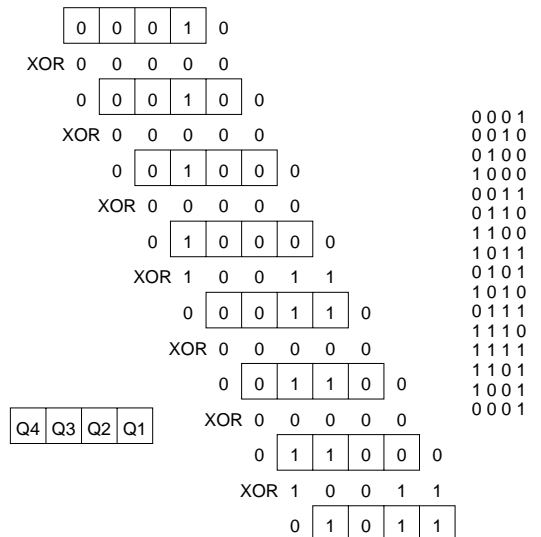 0 0 0 1 0
XOR 0 0 0 0 0
0 0 0 1 0 0
XOR 0 0 0 0 0
0 0 1 0 0 0
XOR 0 0 0 0 0
0 1 0 0 0 0
XOR 1 0 0 1 1
0 0 0 1 1 0
XOR 0 0 0 0 0
0 0 1 1 0 0
XOR 0 0 0 0 0
0 1 1 0 0 0
XOR 1 0 0 1 1
0 1 0 1 1
Q4 Q3 Q2 Q1
0 0 0 1
0 0 1 0
0 1 0 0
1 0 0 0
0 0 1 1
0 1 1 0
1 1 0 0
1 0 1 1
0 1 0 1
1 0 1 0
0 1 1 1
1 1 1 0
1 1 1 1
1 1 0 1
1 0 0 1
0 0 0 1